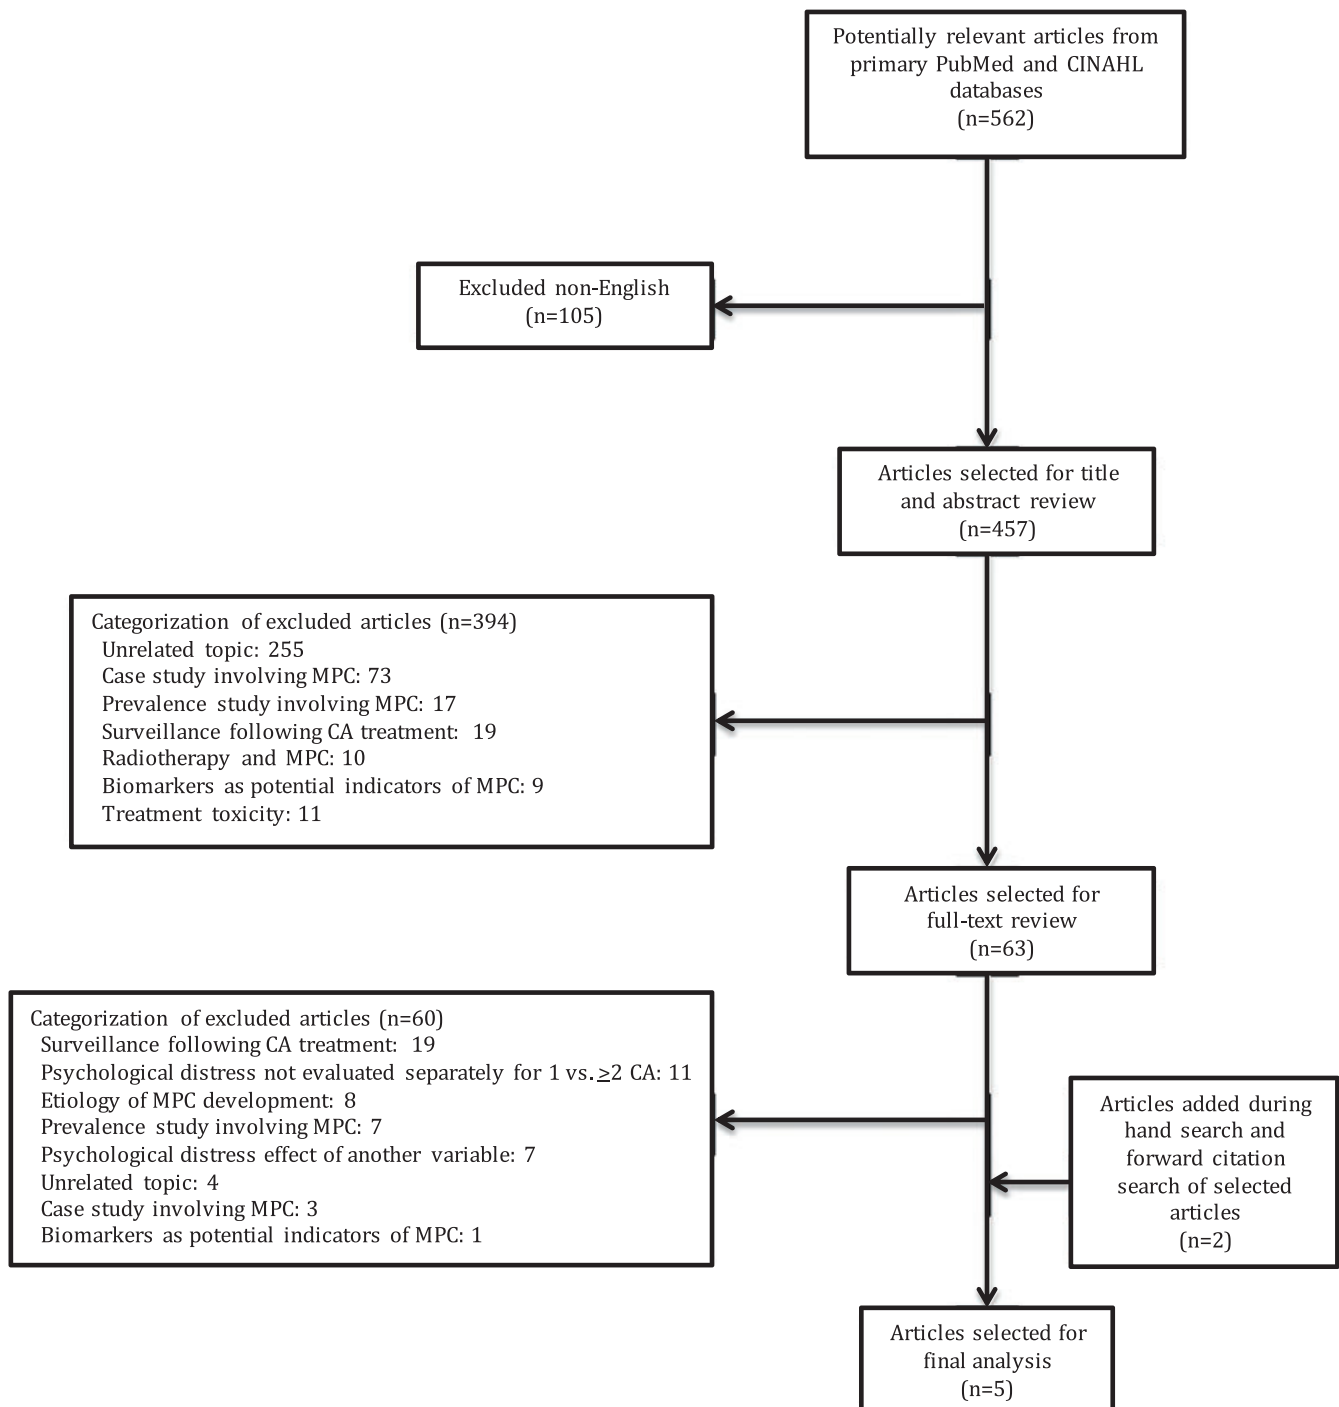 Potentially relevant articles from
primary PubMed and CINAHL
databases
(n=562)
Excluded non-English
(n=105)
Articles selected for title
and abstract review
(n=457)
Categorization of excluded articles (n=394)
Unrelated topic: 255
Case study involving MPC: 73
Prevalence study involving MPC: 17
Surveillance following CA treatment: 19
Radiotherapy and MPC: 10
Biomarkers as potential indicators of MPC: 9
Treatment toxicity: 11
Articles selected for
full-text review
(n=63)
Categorization of excluded articles (n=60)
Surveillance following CA treatment: 19
Psychological distress not evaluated separately for 1 vs. ≥2 CA: 11
Etiology of MPC development: 8
Prevalence study involving MPC: 7
Psychological distress effect of another variable: 7
Unrelated topic: 4
Case study involving MPC: 3
Biomarkers as potential indicators of MPC: 1
Articles added during
hand search and
forward citation
search of selected
articles
(n=2)
Articles selected for
final analysis
(n=5)